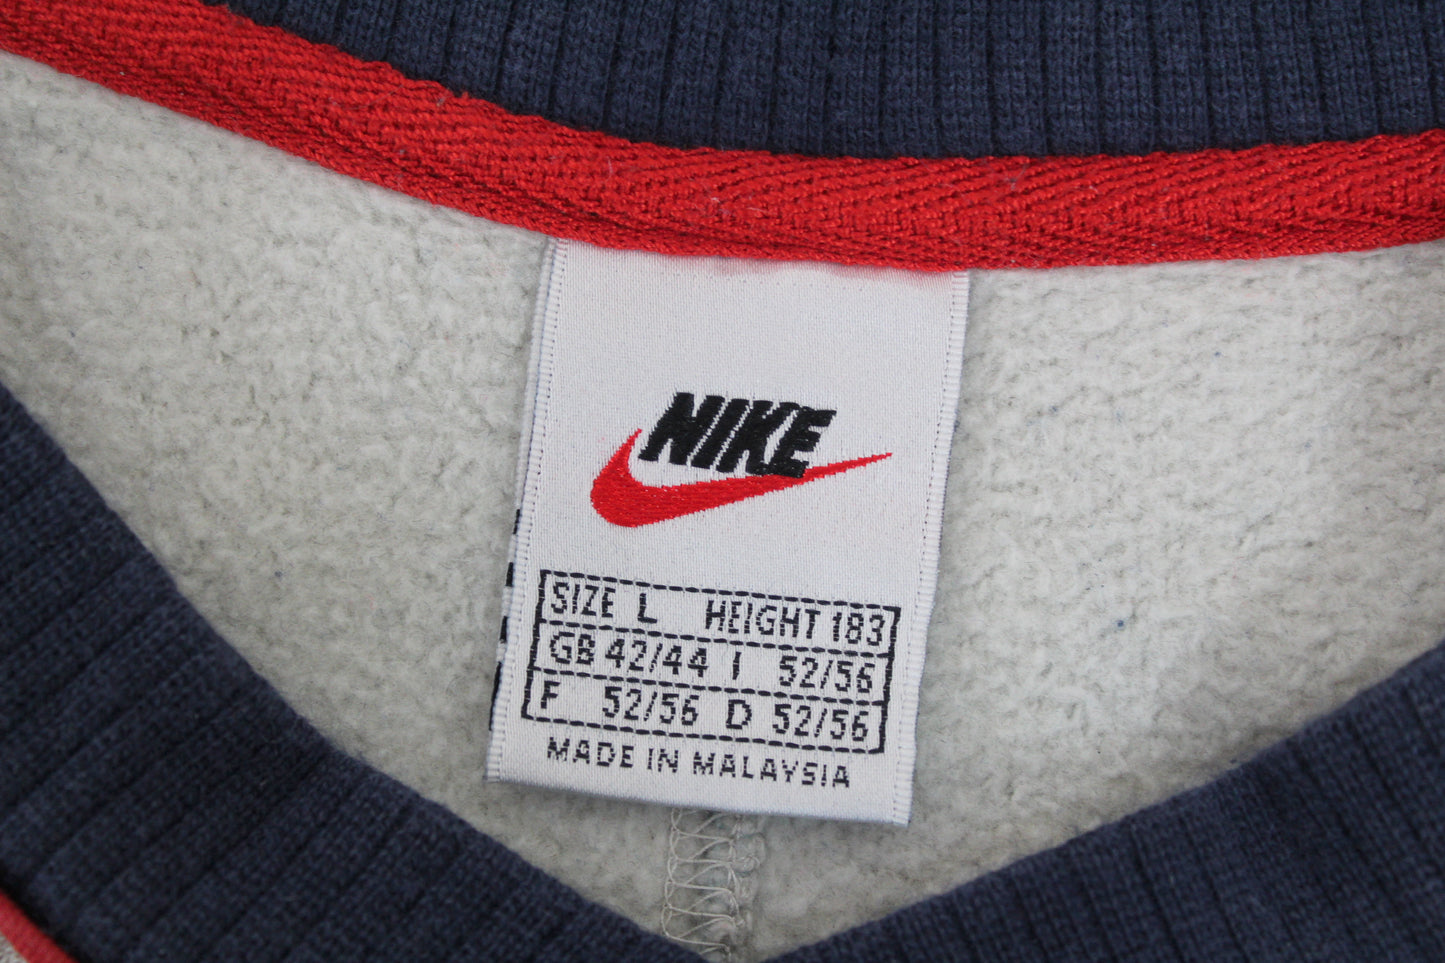 NIKE
SIZE L HEIGHT 183
GB 42/44 I 52/56
F 52/56 D 52/56
MADE IN MALAYSIA